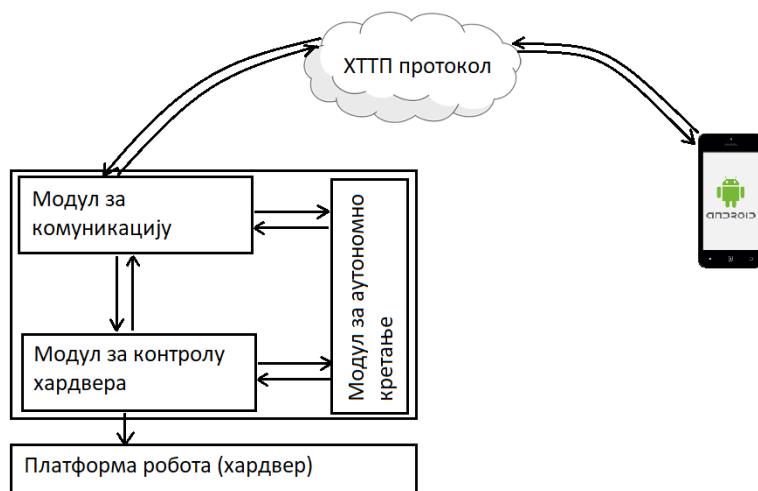 ХТТП протокол
Модул за
комуникацију
Модул за аутономно
кретање
Модул за контролу
хардвера
Платформа робота (хардвер)
ANDROID